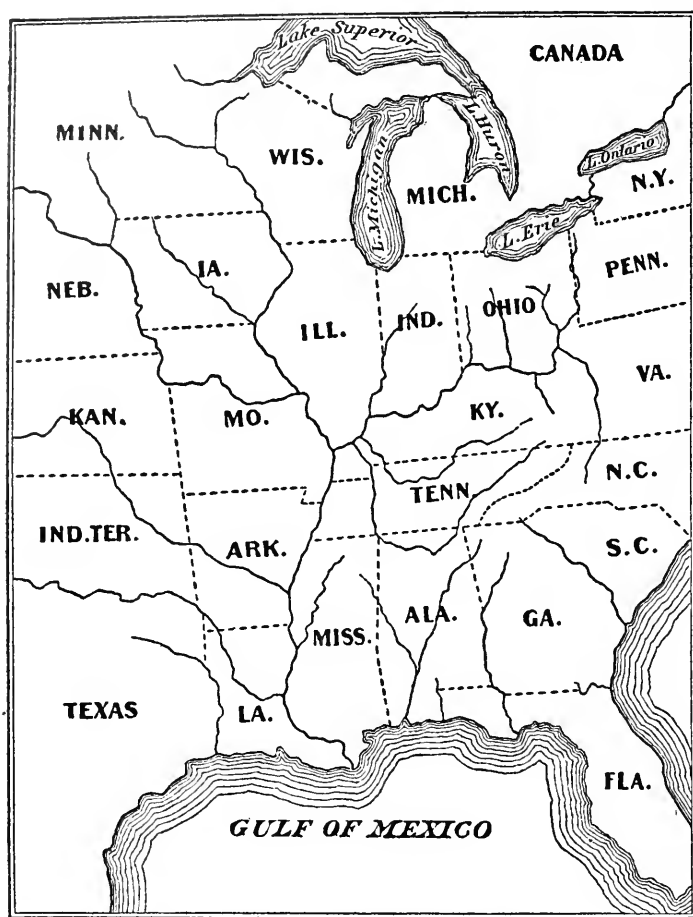 Lake Superior
CANADA
MINN.
WIS.
L. Michigan
L. Huron
MICH.
L. Ontario
N.Y.
L. Erie
PENN.
NEB.
IA.
ILL.
IND.
OHIO
VA.
KAN.
MO.
KY.
TENN
N.C.
IND. TER.
ARK.
S.C.
MISS.
ALA.
GA.
TEXAS
LA.
FLA.
GULF OF MEXICO